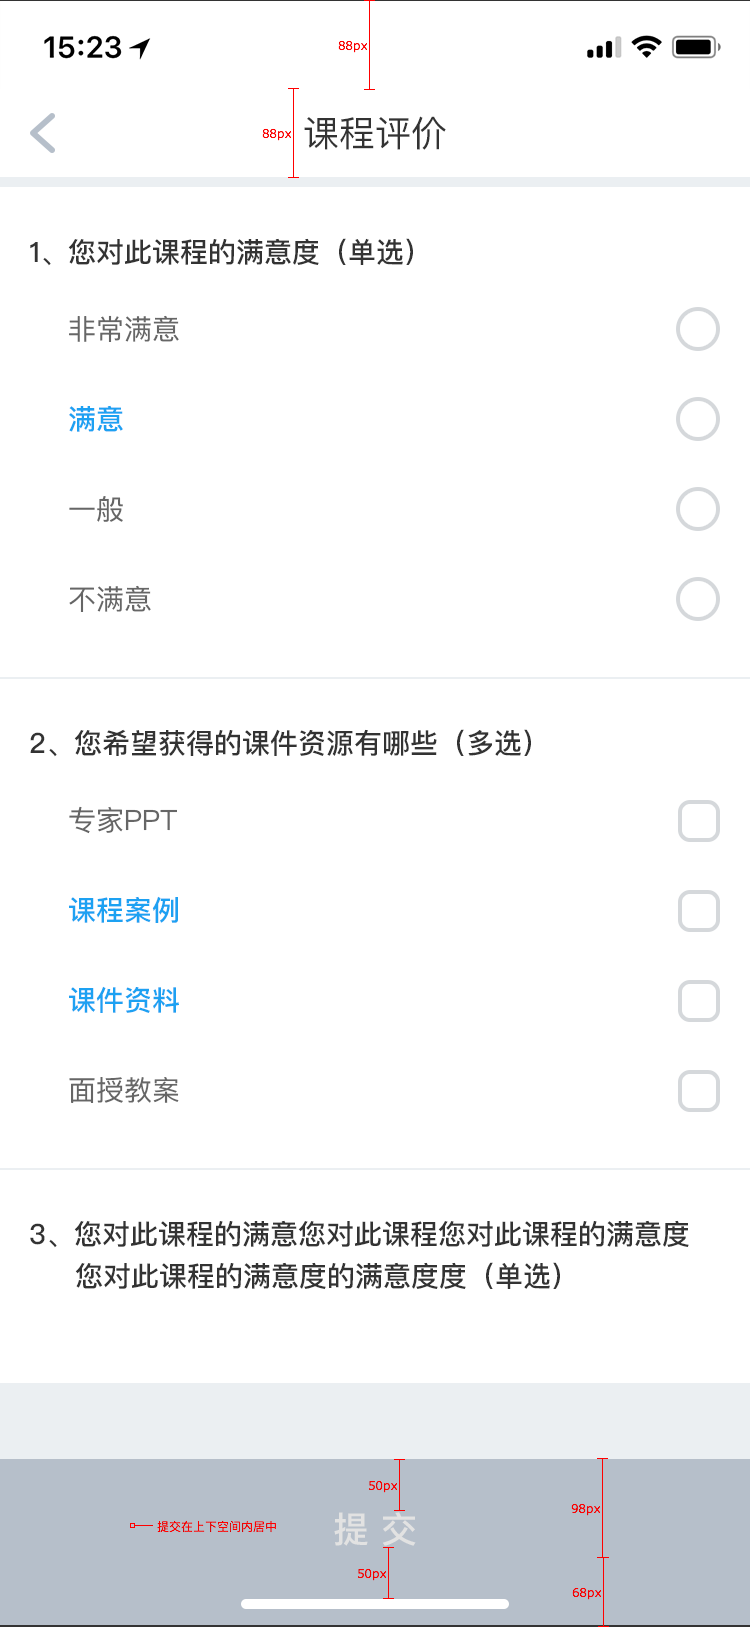 15:23
88px
88px
课程评价
1、您对此课程的满意度（单选）
非常满意
满意
一般
不满意
2、您希望获得的课件资源有哪些（多选）
专家PPT
课程案例
课件资料
面授教案
3、您对此课程的满意您对此课程您对此课程的满意度
您对此课程的满意度的满意度度（单选）
50px
98px
提交在上下空间内居中
提 交
50px
68px